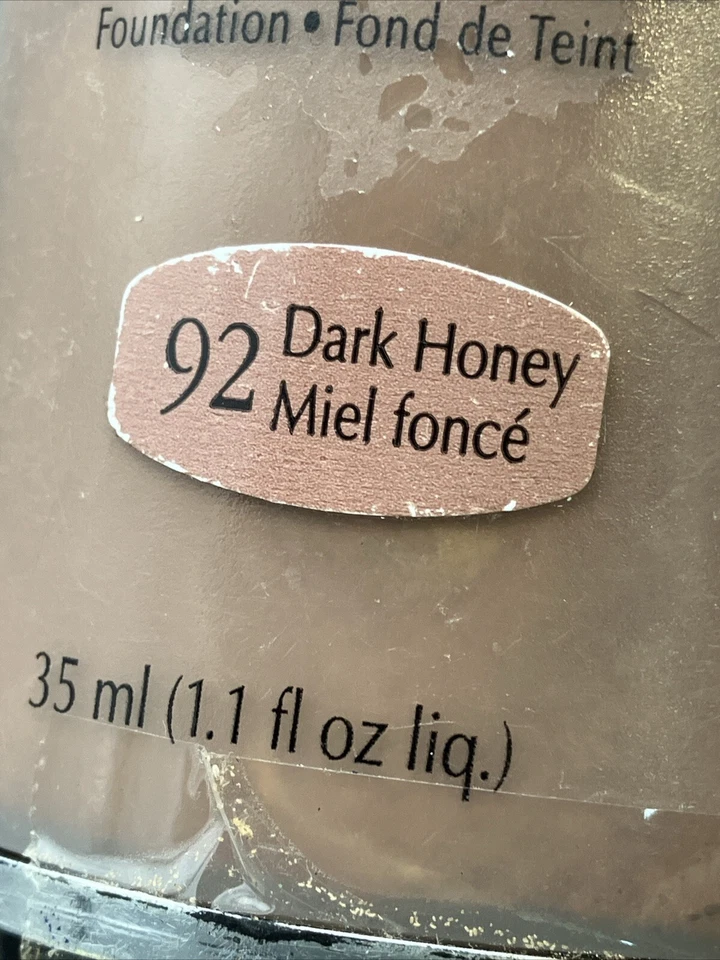 Foundation • Fond de Teint
92 Dark Honey
Miel foncé
35 ml (1.1 fl oz liq.)